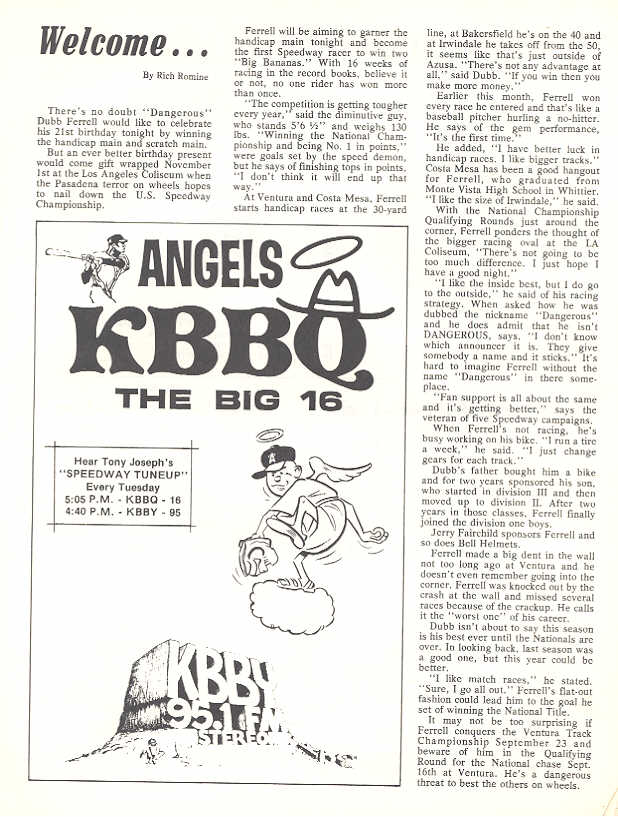 Welcome...
By Rich Romine
There's no doubt "Dangerous"
Dubb Ferrell would like to celebrate
his 21st birthday tonight by winning
the handicap main and scratch main.
But an ever better birthday present
would come gift wrapped November
1st at the Los Angeles Coliseum when
the Pasadena terror on wheels hopes
to nail down the U.S. Speedway
Championship.
Ferrell will be aiming to garner the
handicap main tonight and become
the first Speedway racer to win two
"Big Bananas." With 16 weeks of
racing in the record books, believe it
or not, no one rider has won more
than once.
"The competition is getting tougher
every year," said the diminutive guy,
who stands 5'6 ½" and weighs 130
lbs. "Winning the National Cham-
pionship and being No. 1 in points,"
were goals set by the speed demon,
but he says of finishing tops in points,
"I don't think it will end up that
way."
At Ventura and Costa Mesa, Ferrell
starts handicap races at the 30-yard
line, at Bakersfield he's on the 40 and
at Irwindale he takes off from the 50,
it seems like that's just outside of
Azusa. "There's not any advantage at
all," said Dubb. "If you win then you
make more money."
Earlier this month, Ferrell won
every race he entered and that's like a
baseball pitcher hurling a no-hitter.
He says of the gem performance,
"It's the first time."
He added, "I have better luck in
handicap races. I like bigger tracks."
Costa Mesa has been a good hangout
for Ferrell, who graduated from
Monte Vista High School in Whittier.
"I like the size of Irwindale," he said.
With the National Championship
Qualifying Rounds just around the
corner, Ferrell ponders the thought of
the bigger racing oval at the LA
Coliseum, "There's not going to be
too much difference. I just hope I
have a good night."
"I like the inside best, but I do go
to the outside," he said of his racing
strategy. When asked how he was
dubbed the nickname "Dangerous"
and he does admit that he isn't
DANGEROUS, says, "I don't know
which announcer it is. They give
somebody a name and it sticks." It's
hard to imagine Ferrell without the
name "Dangerous" in there some-
place.
"Fan support is all about the same
and it's getting better," says the
veteran of five Speedway campaigns.
When Ferrell's not racing, he's
busy working on his bike. "I run a tire
a week," he said. "I just change
gears for each track."
Dubb's father bought him a bike
and for two years sponsored his son,
who started in division III and then
moved up to division II. After two
years in those classes, Ferrell finally
joined the division one boys.
Jerry Fairchild sponsors Ferrell and
so does Bell Helmets.
Ferrell made a big dent in the wall
not too long ago at Ventura and he
doesn't even remember going into the
corner. Ferrell was knocked out by the
crash at the wall and missed several
races because of the crackup. He calls
it the "worst one" of his career.
Dubb isn't about to say this season
is his best ever until the Nationals are
over. In looking back, last season was
a good one, but this year could be
better.
"I like match races," he stated.
"Sure, I go all out." Ferrell's flat-out
fashion could lead him to the goal he
set of winning the National Title.
It may not be too surprising if
Ferrell conquers the Ventura Track
Championship September 23 and
beware of him in the Qualifying
Round for the National chase Sept.
16th at Ventura. He's a dangerous
threat to best the others on wheels.
ANGELS
KBBQ
THE BIG 16
Hear Tony Joseph's
"SPEEDWAY TUNEUP"
Every Tuesday
5:05 P.M. - KBBQ - 16
4:40 P.M. - KBBY - 95
A
KBBY
95.1 FM
STEREO